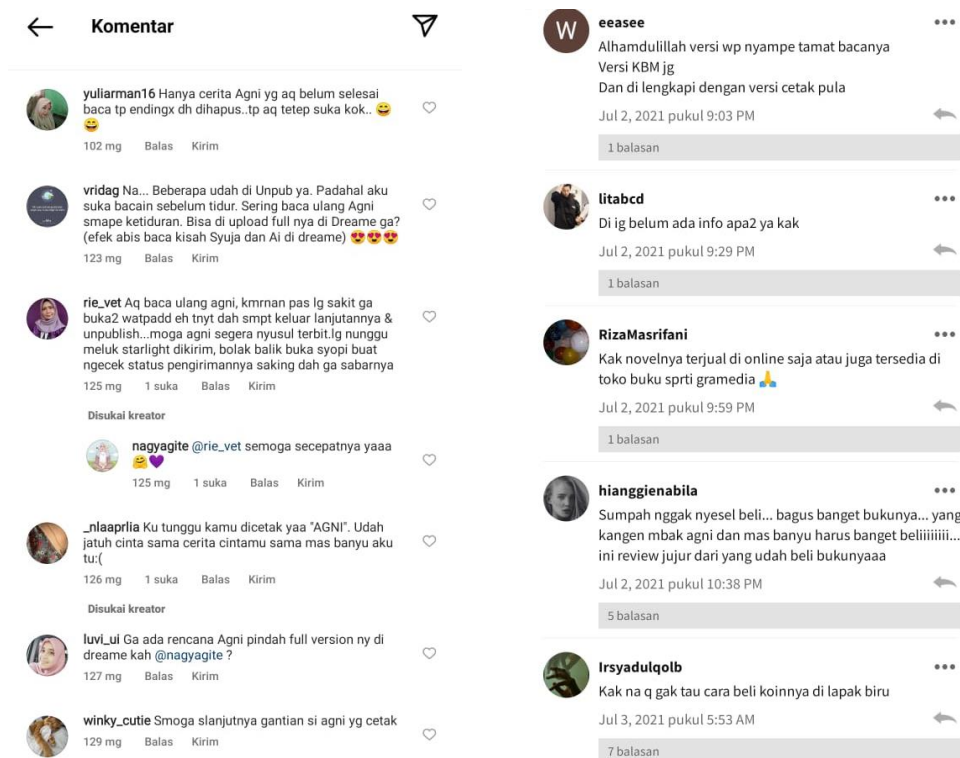 Komentar
yuliarman16 Hanya cerita Agni yg aq belum selesai
baca tp endingx dh dihapus..tp aq tetep suka kok.. 😄
😄
102 mg Balas Kirim
vridag Na... Beberapa udah di Unpub ya. Padahal aku
suka bacain sebelum tidur. Sering baca ulang Agni
smape ketiduran. Bisa di upload full nya di Dreame ga?
(efek abis baca kisah Syuja dan Ai di dreame) 😍😍😍
123 mg Balas Kirim
rie_vet Aq baca ulang agni, kmrnan pas lg sakit ga
buka2 watpadd eh tnyt dah smpt keluar lanjutannya &
unpublish...moga agni segera nyusul terbit.lg nunggu
meluk starlight dikirim, bolak balik buka syopi buat
ngecek status pengirimannya saking dah ga sabarnya
125 mg 1 suka Balas Kirim
Disukai kreator
nagyagite @rie_vet semoga secepatnya yaaa
🤗💜
125 mg 1 suka Balas Kirim
_nlaaprlia Ku tunggu kamu dicetak yaa "AGNI". Udah
jatuh cinta sama cerita cintamu sama mas banyu aku
tu:(
126 mg 1 suka Balas Kirim
Disukai kreator
luvi_ui Ga ada rencana Agni pindah full version ny di
dreame kah @nagyagite ?
127 mg Balas Kirim
winky_cutie Smoga slanjutnya gantian si agni yg cetak
129 mg Balas Kirim
W
eeasee
Alhamdulillah versi wp nyampe tamat bacanya
Versi KBM jg
Dan di lengkapi dengan versi cetak pula
Jul 2, 2021 pukul 9:03 PM
1 balasan
litabcd
Di ig belum ada info apa2 ya kak
Jul 2, 2021 pukul 9:29 PM
1 balasan
RizaMasrifani
Kak novelnya terjual di online saja atau juga tersedia di
toko buku sprti gramedia 🙏
Jul 2, 2021 pukul 9:59 PM
1 balasan
hianggienabila
Sumpah nggak nyesel beli... bagus banget bukunya... yang
kangen mbak agni dan mas banyu harus banget beliiiiiiiii...
ini review jujur dari yang udah beli bukunyaaa
Jul 2, 2021 pukul 10:38 PM
5 balasan
Irsyadulqolb
Kak na q gak tau cara beli koinnya di lapak biru
Jul 3, 2021 pukul 5:53 AM
7 balasan